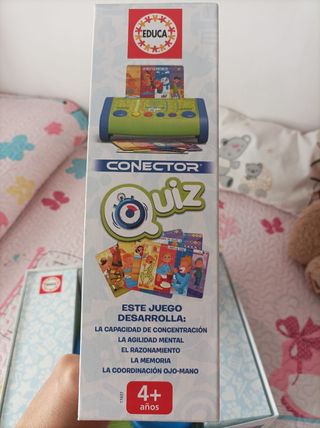 EDUCA
CONECTOR
Quiz
ESTE JUEGO
DESARROLLA:
LA CAPACIDAD DE CONCENTRACIÓN
LA AGILIDAD MENTAL
EL RAZONAMIENTO
LA MEMORIA
LA COORDINACIÓN OJO-MANO
4+
años